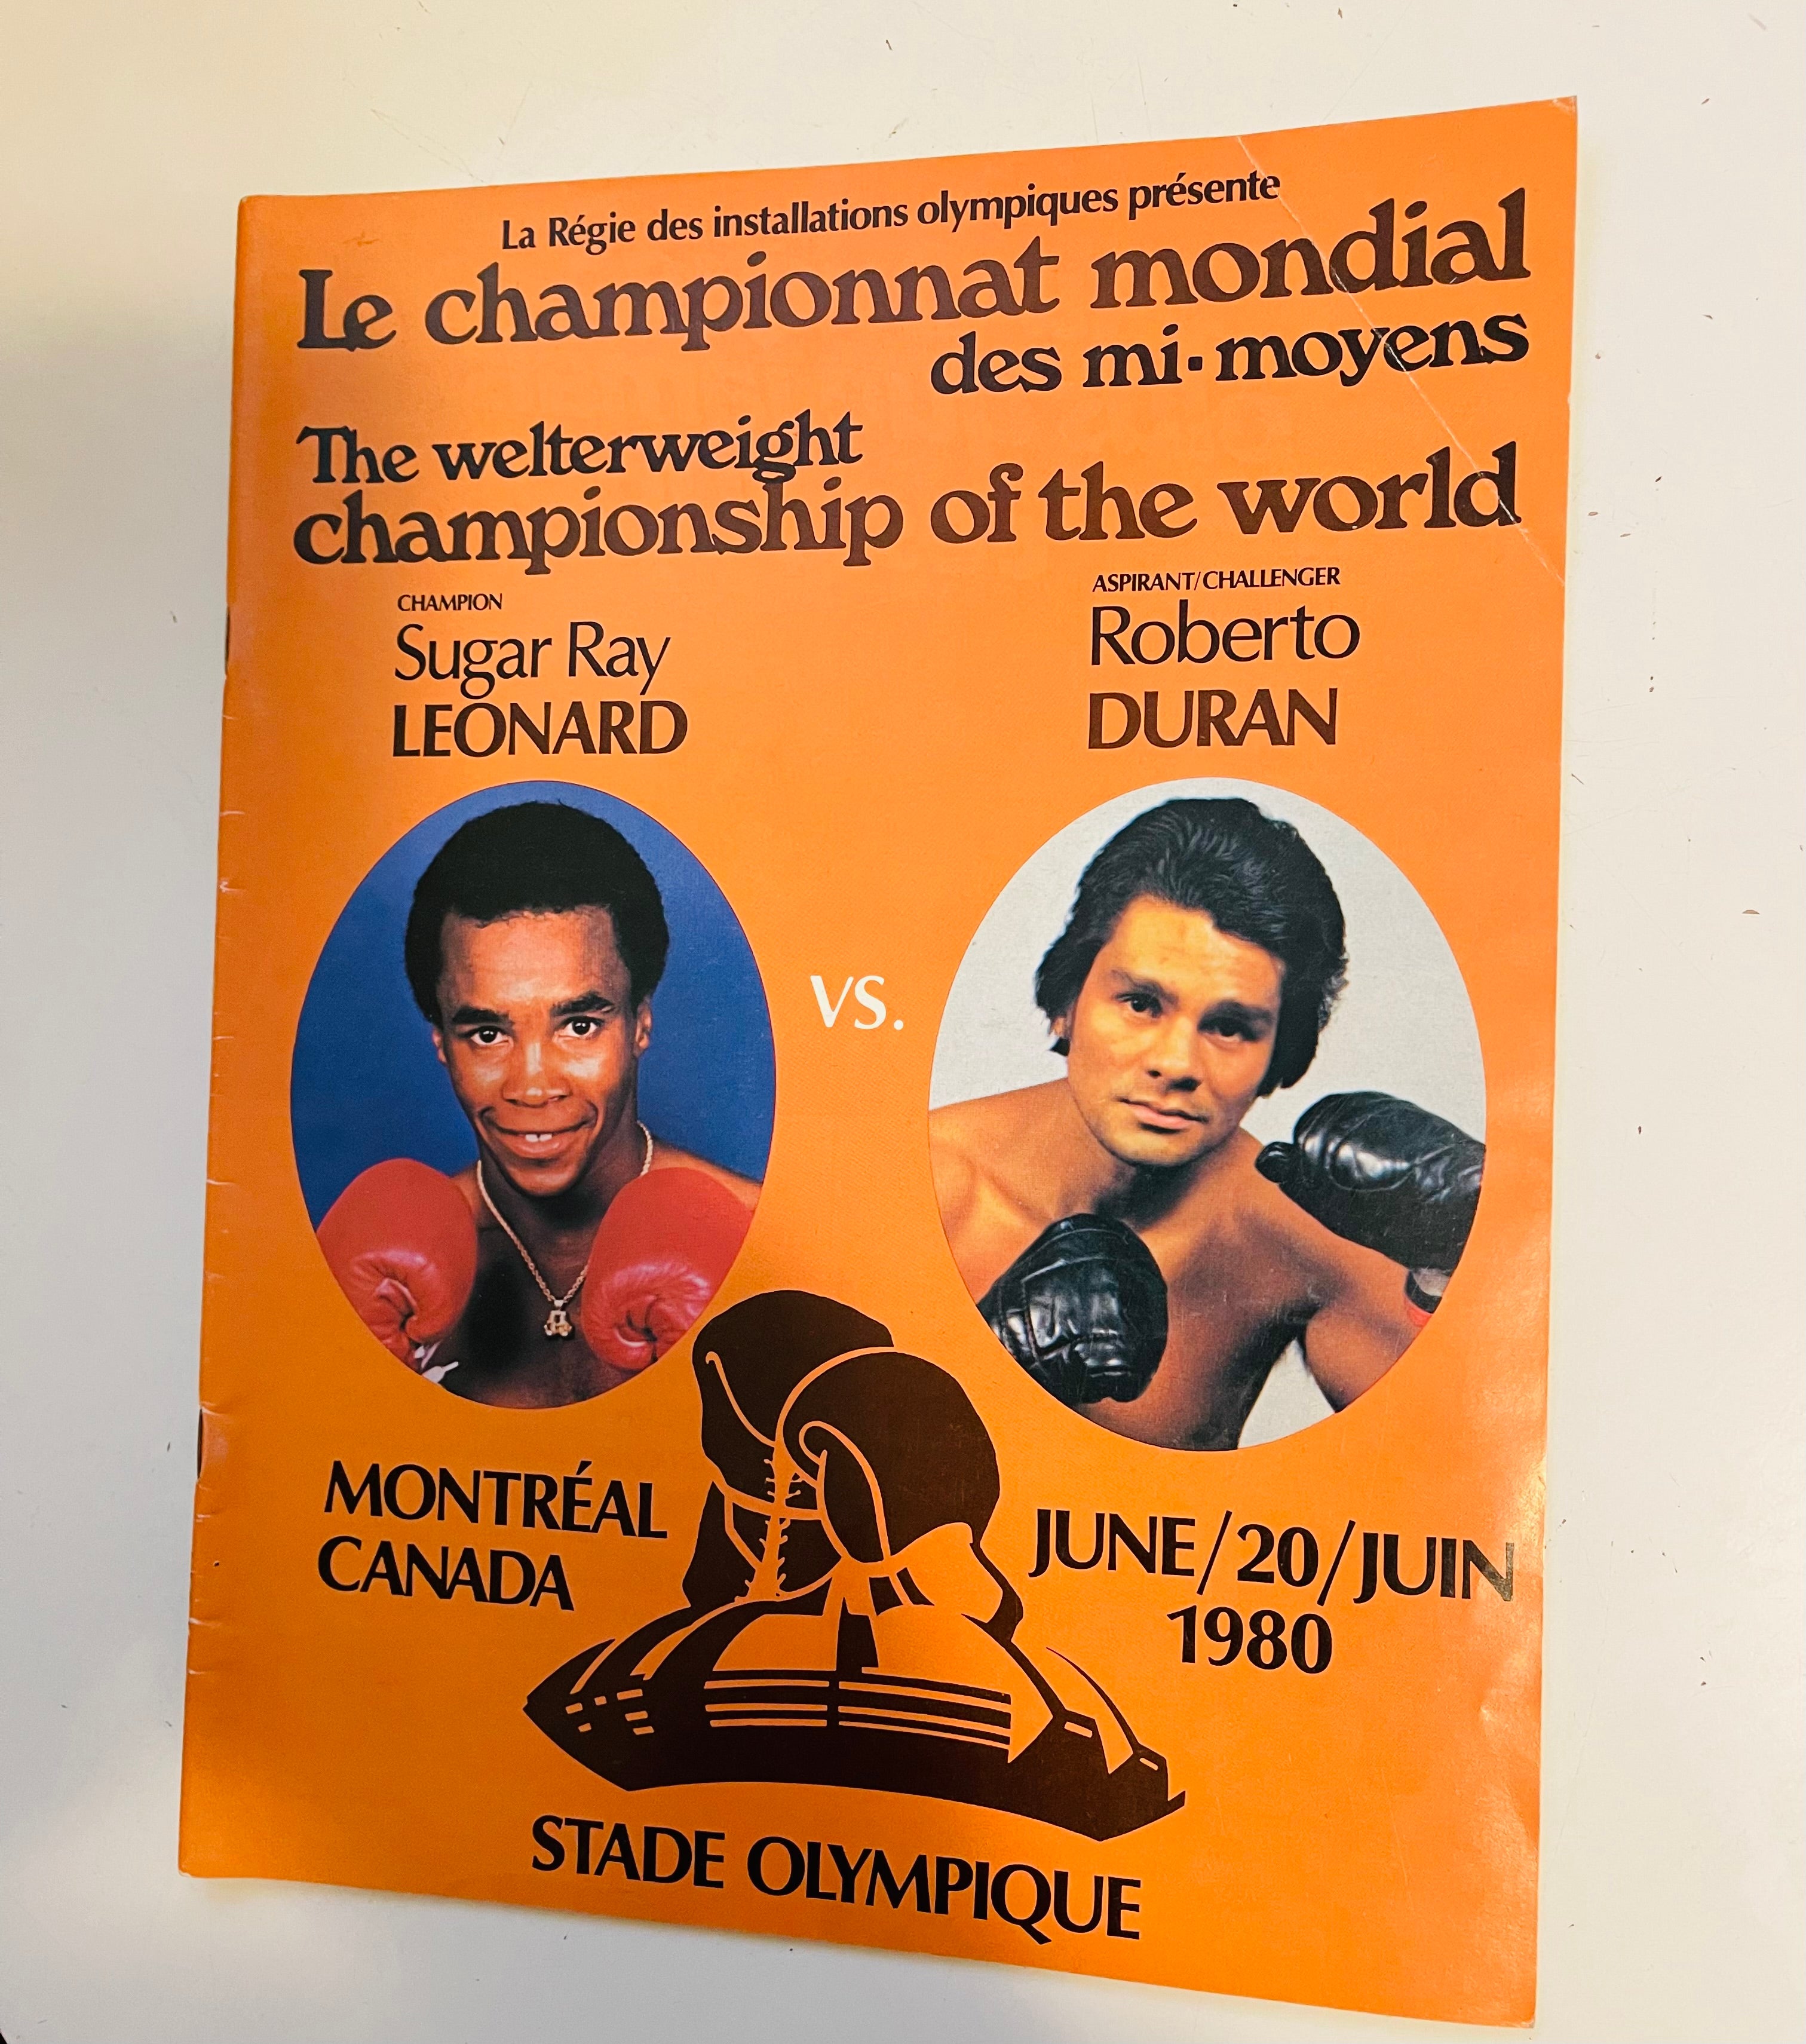 La Régie des installations olympiques présente
Le championnat mondial
des mi-moyens
The welterweight
championship of the world
CHAMPION
Sugar Ray
LEONARD
ASPIRANT/CHALLENGER
Roberto
DURAN
VS.
MONTRÉAL
CANADA
JUNE/20/JUIN
1980
STADE OLYMPIQUE